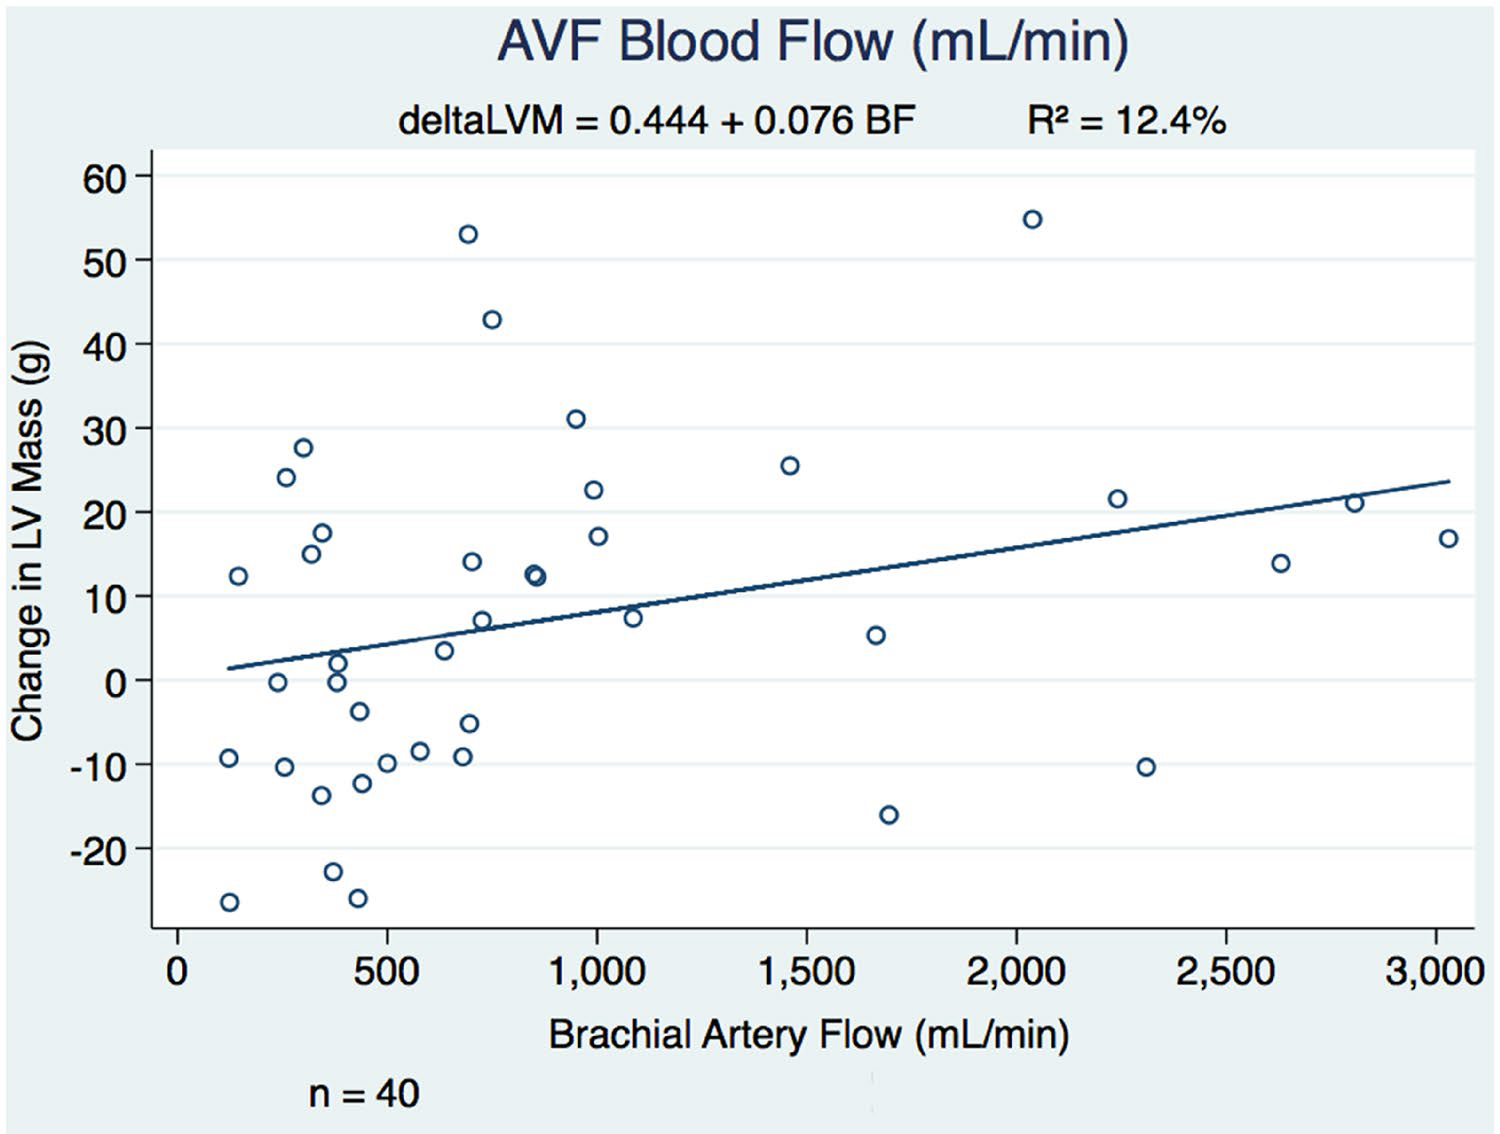 AVF Blood Flow (mL/min)
deltaLVM = 0.444 + 0.076 BF R² = 12.4%
60
50
40
30
20
10
0
-10
-20
Change in LV Mass (g)
0 500 1,000 1,500 2,000 2,500 3,000
Brachial Artery Flow (mL/min)
n = 40